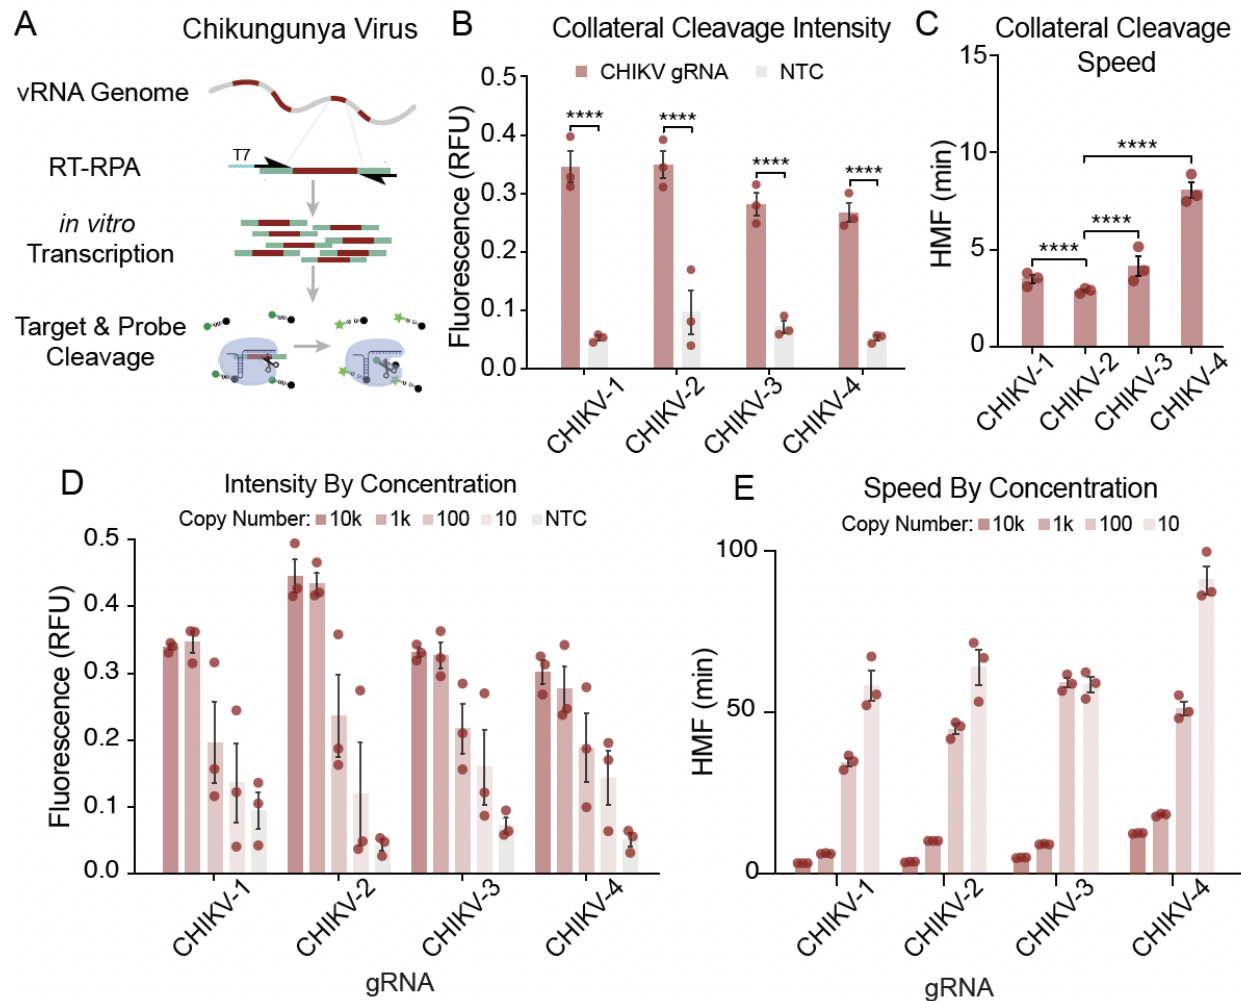 A
Chikungunya Virus
vRNA Genome
RT-RPA
T7
in vitro
Transcription
Target & Probe
Cleavage
B
Collateral Cleavage Intensity
CHIKV gRNA
NTC
Fluorescence (RFU)
0.5
0.4
0.3
0.2
0.1
0.0
****
****
****
****
CHIKV-1
CHIKV-2
CHIKV-3
CHIKV-4
C
Collateral Cleavage
Speed
HMF (min)
15
10
5
0
****
****
****
CHIKV-1
CHIKV-2
CHIKV-3
CHIKV-4
D
Intensity By Concentration
Copy Number: 10k 1k 100 10 NTC
Fluorescence (RFU)
0.5
0.4
0.3
0.2
0.1
0.0
CHIKV-1
CHIKV-2
CHIKV-3
CHIKV-4
gRNA
E
Speed By Concentration
Copy Number: 10k 1k 100 10
HMF (min)
100
50
0
CHIKV-1
CHIKV-2
CHIKV-3
CHIKV-4
gRNA